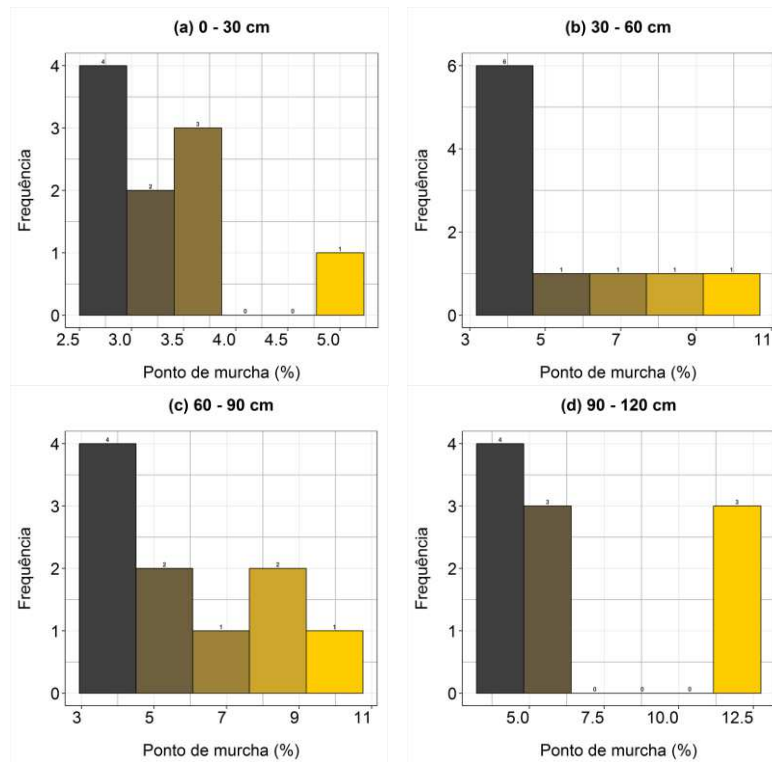 (a) 0 - 30 cm
Frequência
4
3
2
1
0
4
2
3
0
0
1
2.5 3.0 3.5 4.0 4.5 5.0
Ponto de murcha (%)
(b) 30 - 60 cm
Frequência
6
4
2
0
6
1
1
1
1
3 5 7 9 11
Ponto de murcha (%)
(c) 60 - 90 cm
Frequência
4
3
2
1
0
4
2
1
2
1
3 5 7 9 11
Ponto de murcha (%)
(d) 90 - 120 cm
Frequência
4
3
2
1
0
4
3
0
0
0
3
5.0 7.5 10.0 12.5
Ponto de murcha (%)